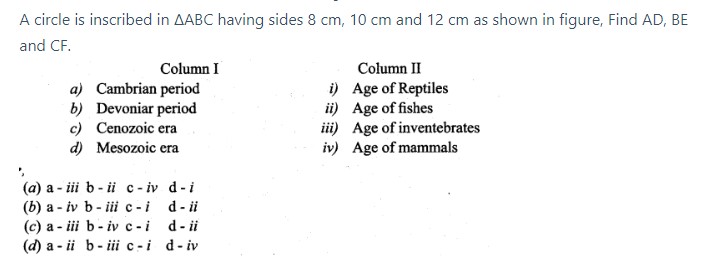 A circle is inscribed in ΔABC having sides 8 cm, 10 cm and 12 cm as shown in figure, Find AD, BE
and CF.
Column I Column II
a) Cambrian period i) Age of Reptiles
b) Devoniar period ii) Age of fishes
c) Cenozoic era iii) Age of inventebrates
d) Mesozoic era iv) Age of mammals
(a) a - iii b - ii c - iv d - i
(b) a - iv b - iii c - i d - ii
(c) a - iii b - iv c - i d - ii
(d) a - ii b - iii c - i d - iv